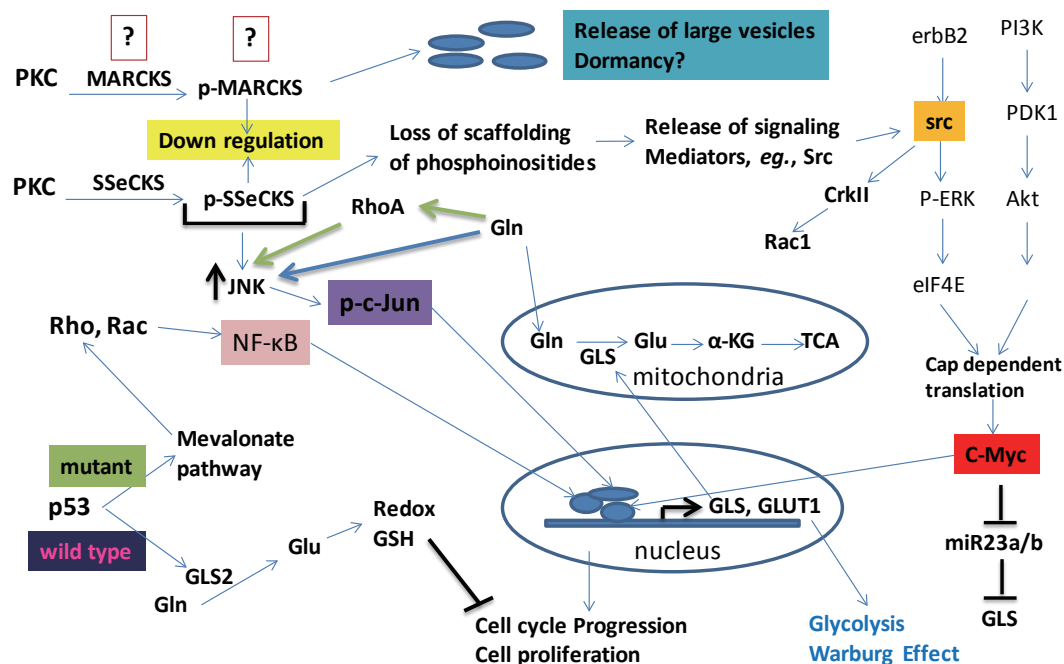 ?
?
Release of large vesicles
Dormancy?
erbB2
PI3K
PKC
MARCKS
p-MARCKS
Down regulation
Loss of scaffolding
of phosphoinositides
Release of signaling
Mediators, eg., Src
src
PDK1
PKC
SSeCKS
p-SSeCKS
RhoA
Gln
CrkII
Rac1
P-ERK
Akt
JNK
p-c-Jun
eIF4E
Rho, Rac
NF-κB
Gln
GLS
Glu
α-KG
TCA
mitochondria
Cap dependent
translation
Mevalonate
pathway
mutant
p53
wild type
C-Myc
GLS, GLUT1
nucleus
Redox
GSH
Glu
GLS2
Gln
miR23a/b
GLS
Cell cycle Progression
Cell proliferation
Glycolysis
Warburg Effect